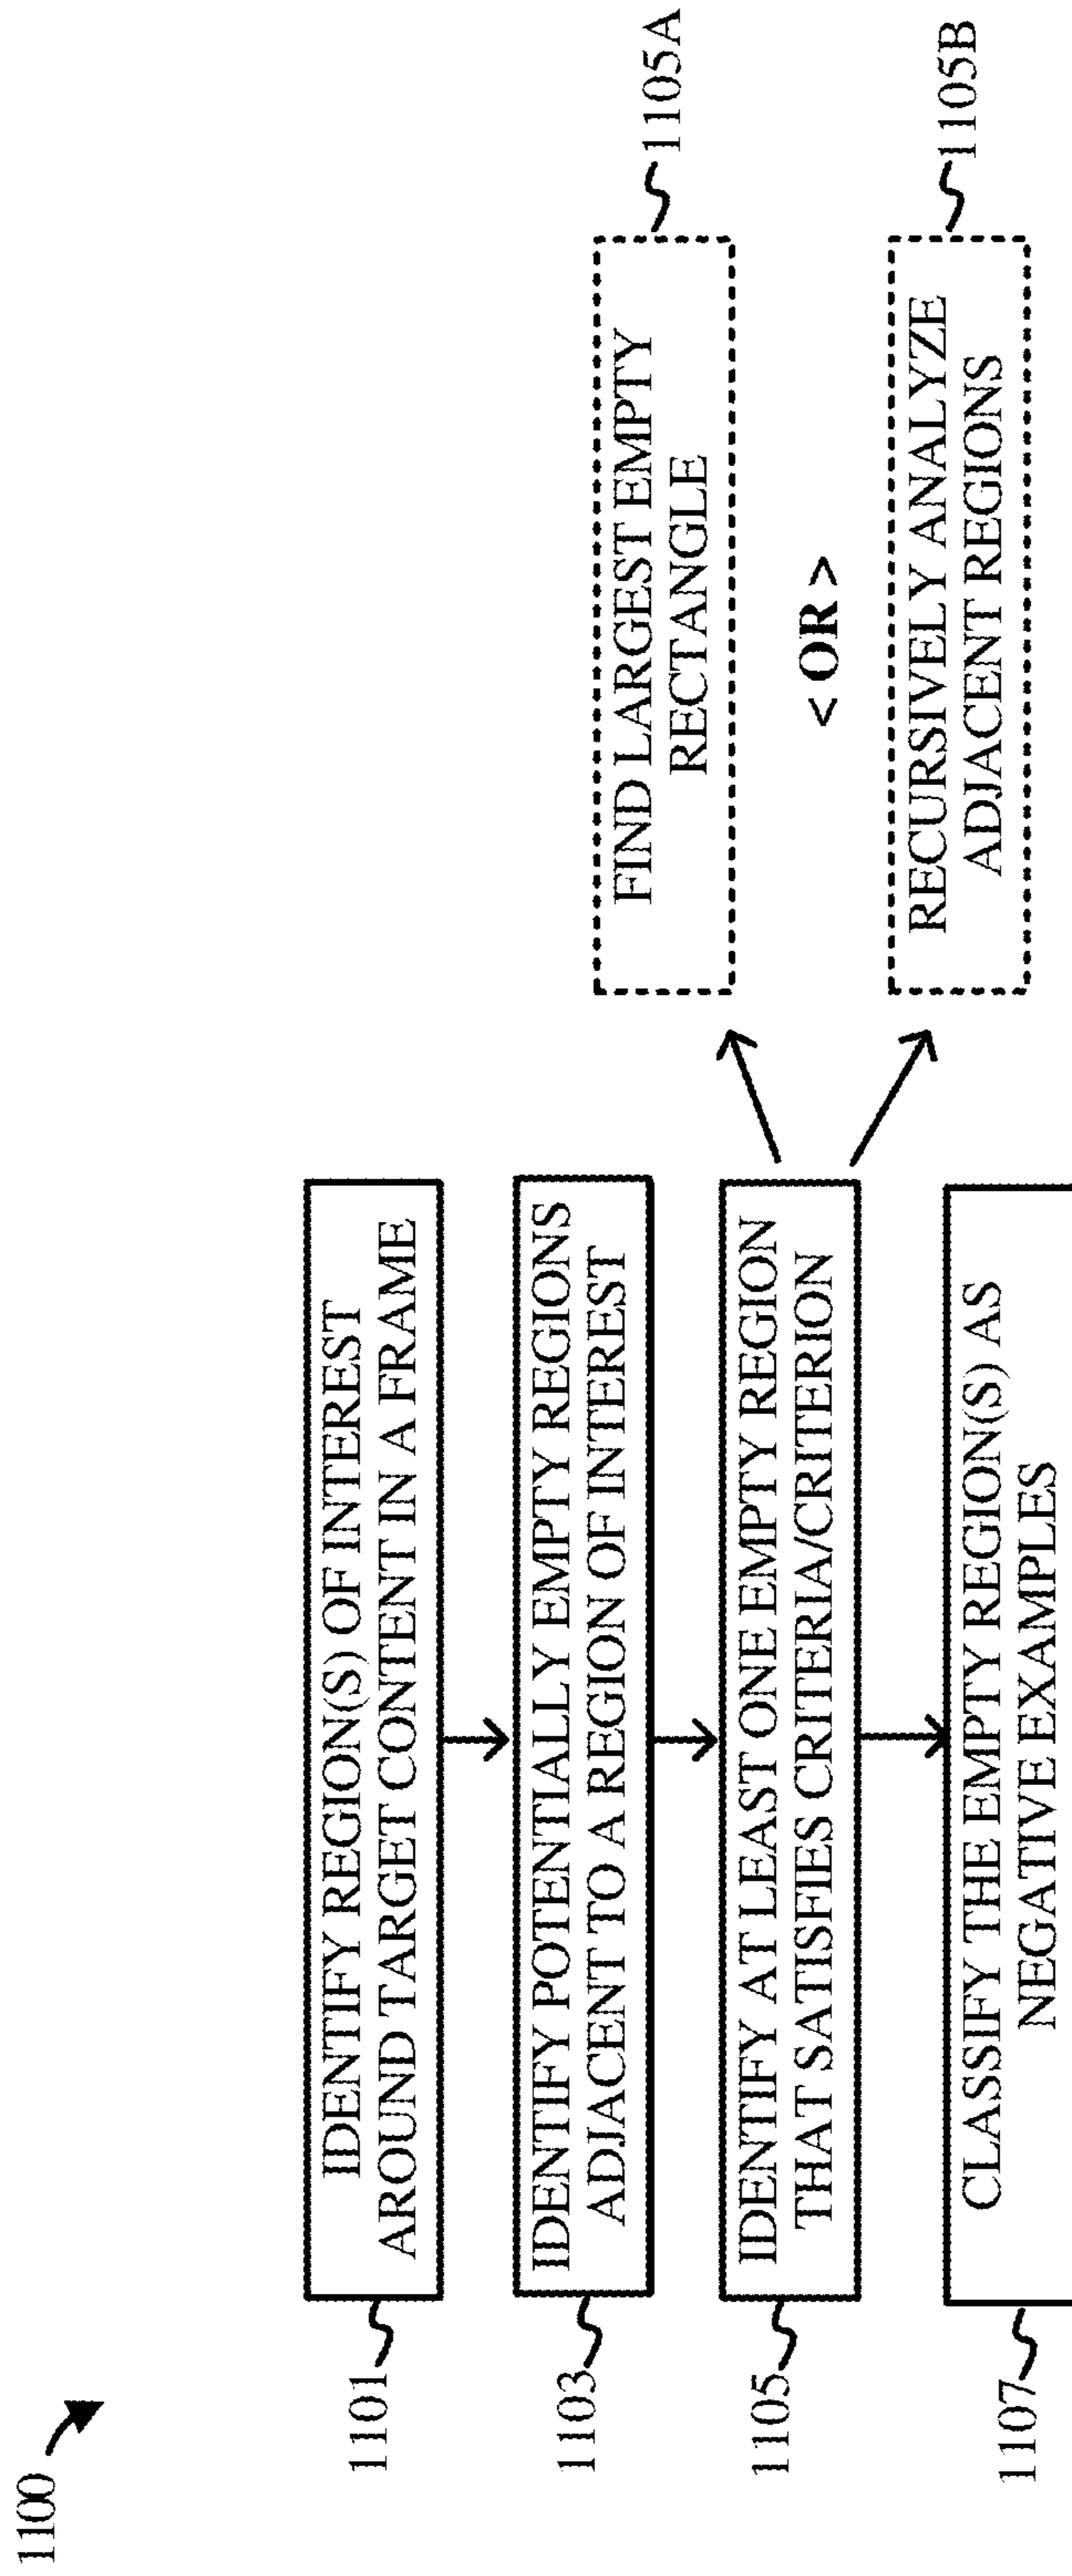 1100
1101
IDENTIFY REGION(S) OF INTEREST
AROUND TARGET CONTENT IN A FRAME
1103
IDENTIFY POTENTIALLY EMPTY REGIONS
ADJACENT TO A REGION OF INTEREST
1105
IDENTIFY AT LEAST ONE EMPTY REGION
THAT SATISFIES CRITERIA/CRITERION
FIND LARGEST EMPTY
RECTANGLE
1105A
< OR >
RECURSIVELY ANALYZE
ADJACENT REGIONS
1105B
1107
CLASSIFY THE EMPTY REGION(S) AS
NEGATIVE EXAMPLES